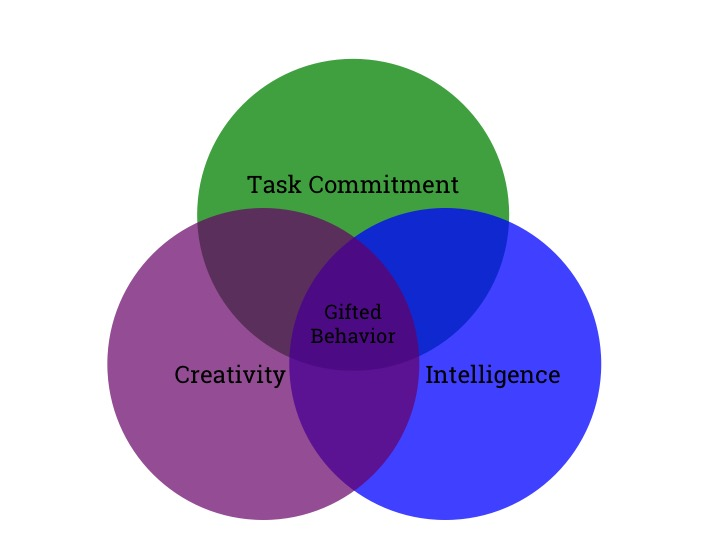 Task Commitment
Gifted
Behavior
Creativity
Intelligence